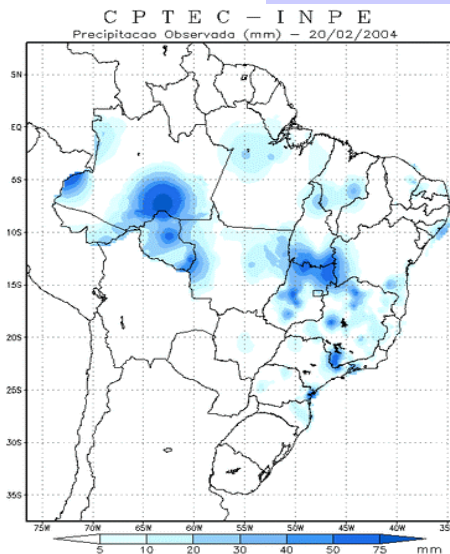 CPTEC-INPE
Precipitacao Observada (mm) - 20/02/2004
5N
EQ
5S
10S
15S
20S
25S
30S
35S
75W 70W 65W 60W 55W 50W 45W 40W 35W
5 10 20 30 40 50 75 mm